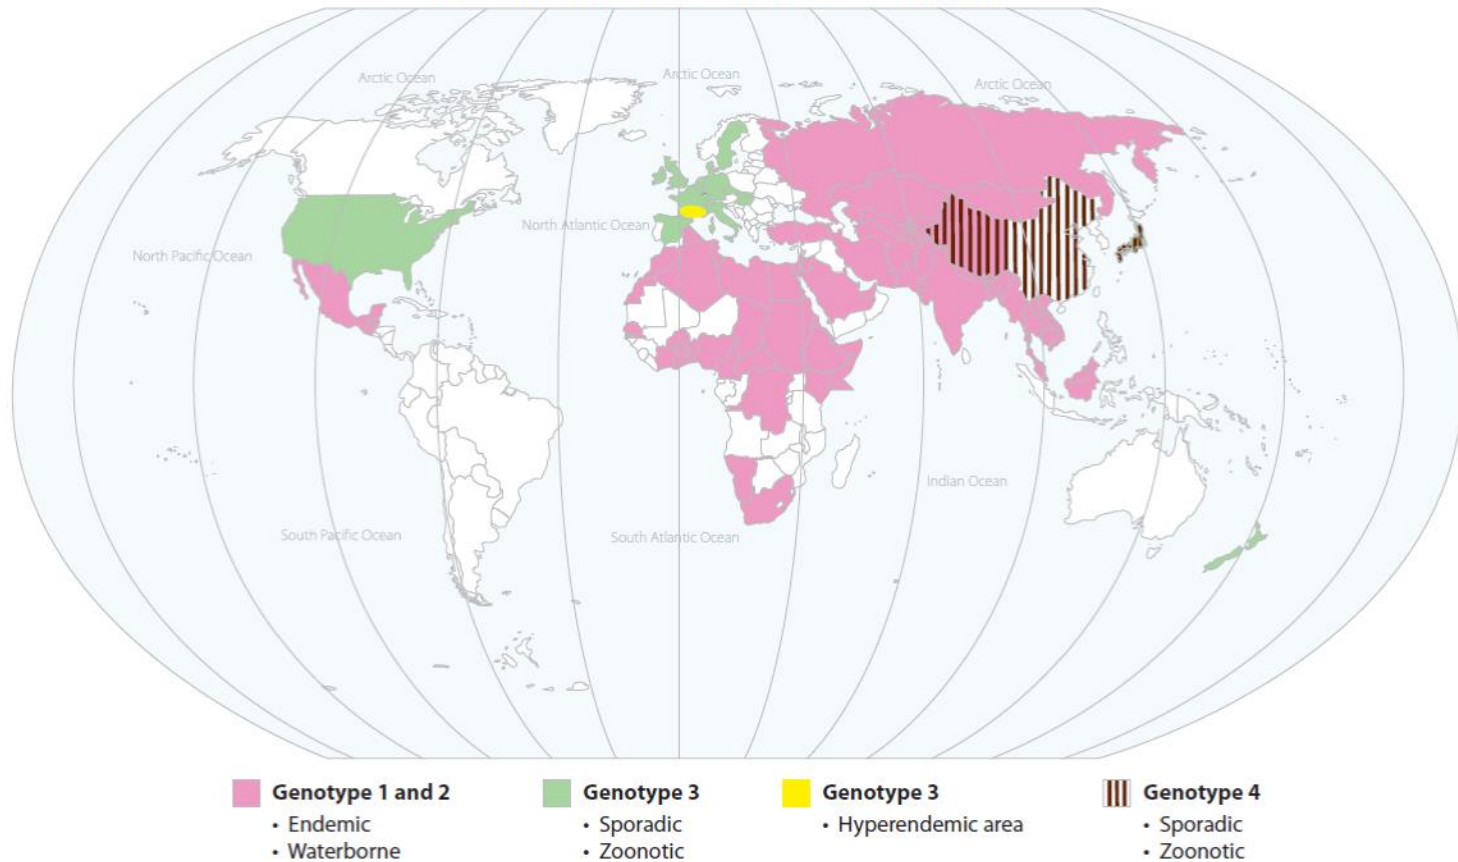 Arctic Ocean
Arctic Ocean
Arctic Ocean
North Atlantic Ocean
North Pacific Ocean
Indian Ocean
South Pacific Ocean
South Atlantic Ocean
Genotype 1 and 2
• Endemic
• Waterborne
Genotype 3
• Sporadic
• Zoonotic
Genotype 3
• Hyperendemic area
Genotype 4
• Sporadic
• Zoonotic